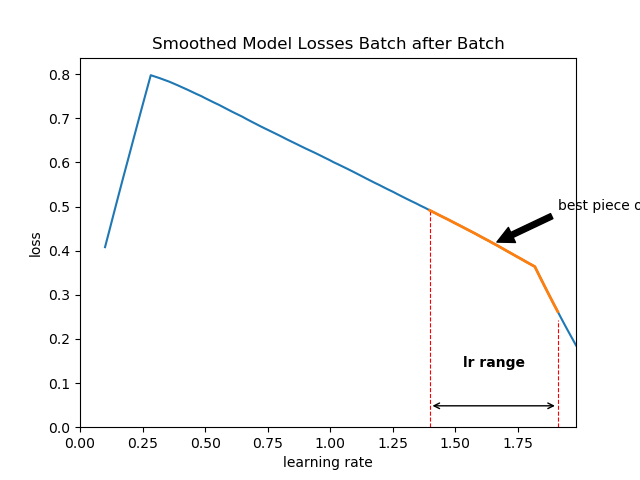 Smoothed Model Losses Batch after Batch
0.8
0.7
0.6
0.5
0.4
0.3
0.2
0.1
0.0
loss
best piece
lr range
0.00 0.25 0.50 0.75 1.00 1.25 1.50 1.75
learning rate